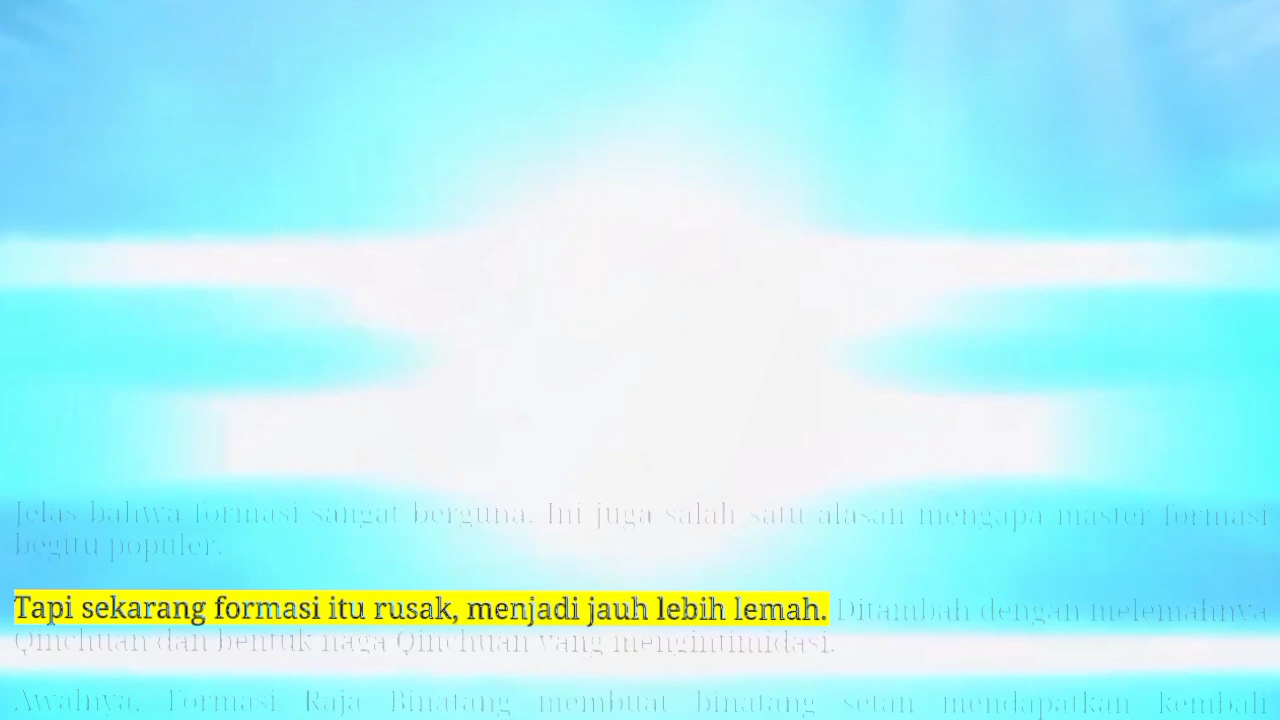 Jelas bahwa formasi sangat berguna. Ini juga salah satu alasan mengapa master formasi
begitu populer.
Tapi sekarang formasi itu rusak, menjadi jauh lebih lemah. Ditambah dengan melemahnya
Qinchuan dan bentuk naga Qinchuan yang mengintimidasi.
Awalnya, Formasi Raja Binatang membuat binatang setan mendapatkan kembali